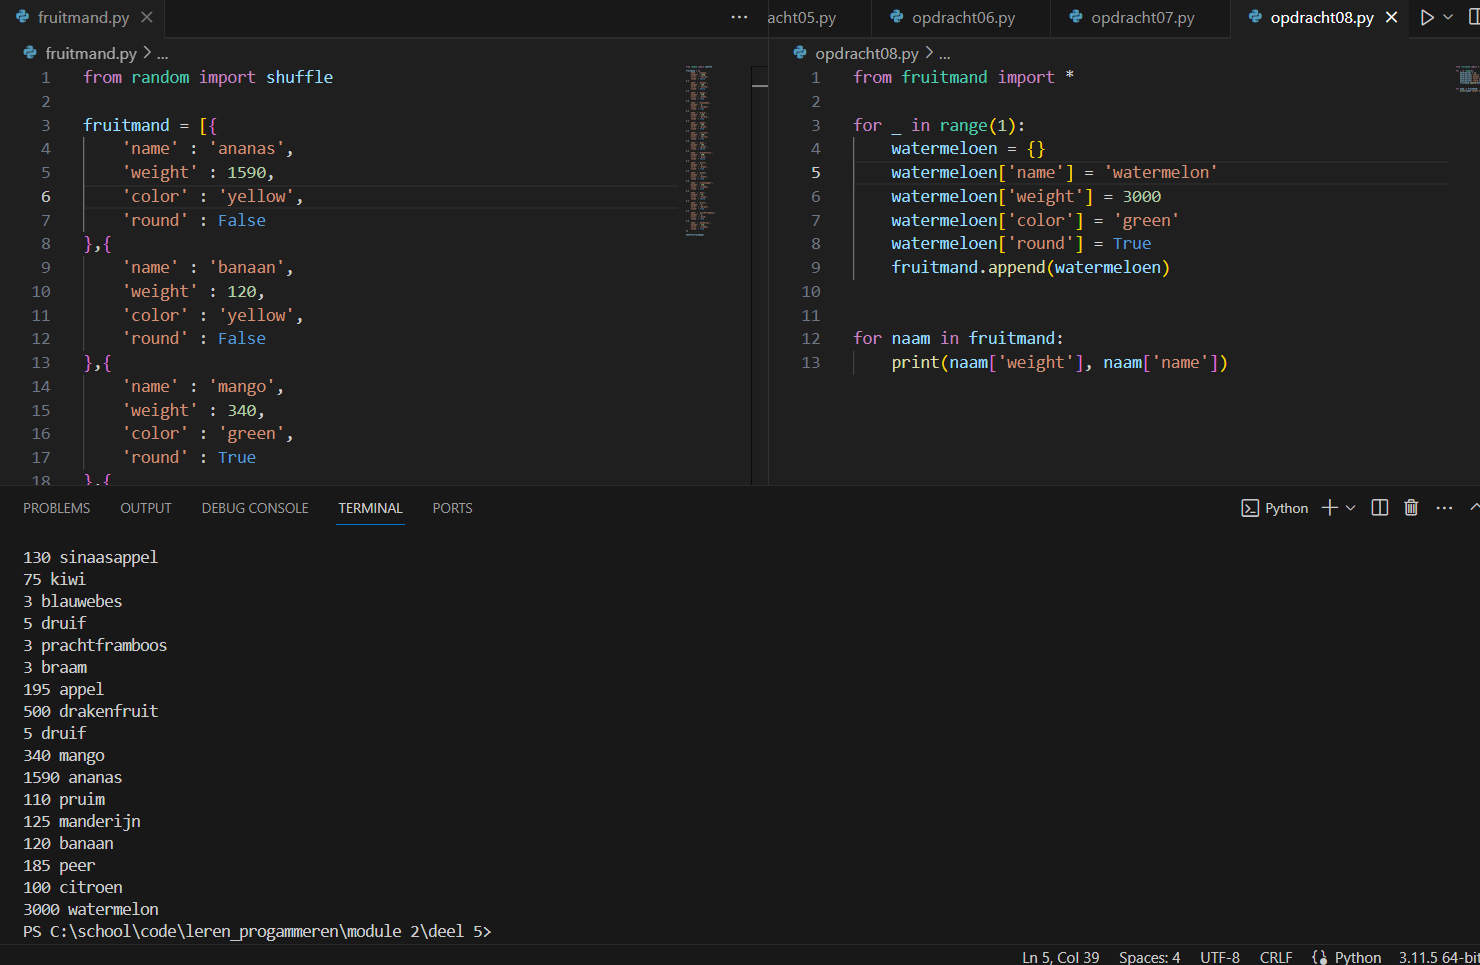 fruitmand.py
acht05.py opdracht06.py opdracht07.py opdracht08.py
fruitmand.py > ...
1 from random import shuffle
2
3 fruitmand = [{
4 'name' : 'ananas',
5 'weight' : 1590,
6 'color' : 'yellow',
7 'round' : False
8 },{
9 'name' : 'banaan',
10 'weight' : 120,
11 'color' : 'yellow',
12 'round' : False
13 },{
14 'name' : 'mango',
15 'weight' : 340,
16 'color' : 'green',
17 'round' : True
18 },{
opdracht08.py > ...
1 from fruitmand import *
2
3 for _ in range(1):
4 watermeloen = {}
5 watermeloen['name'] = 'watermelon'
6 watermeloen['weight'] = 3000
7 watermeloen['color'] = 'green'
8 watermeloen['round'] = True
9 fruitmand.append(watermeloen)
10
11
12 for naam in fruitmand:
13 print(naam['weight'], naam['name'])
PROBLEMS OUTPUT DEBUG CONSOLE TERMINAL PORTS
Python
130 sinaasappel
75 kiwi
3 blauwebes
5 druif
3 prachtframboos
3 braam
195 appel
500 drakenfruit
5 druif
340 mango
1590 ananas
110 pruim
125 manderijn
120 banaan
185 peer
100 citroen
3000 watermelon
PS C:\school\code\leren_progammeren\module 2\deel 5>
Ln 5, Col 39 Spaces: 4 UTF-8 CRLF Python 3.11.5 64-bit